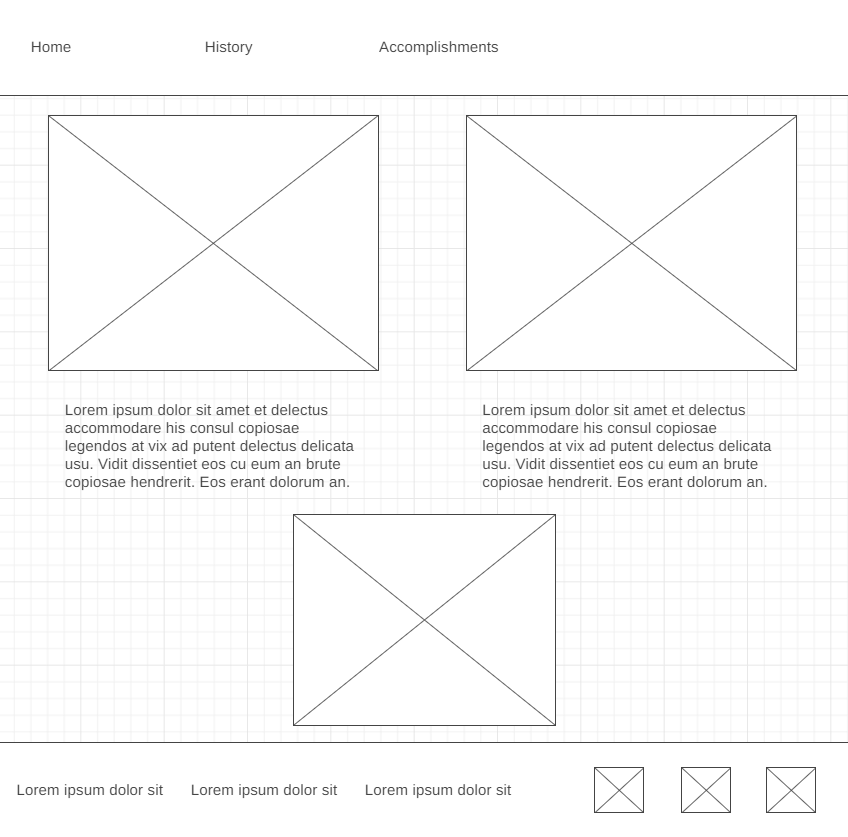 Home History Accomplishments
Lorem ipsum dolor sit amet et delectus
accommodare his consul copiosae
legendos at vix ad putent delectus delicata
usu. Vidit dissentiet eos cu eum an brute
copiosae hendrerit. Eos erant dolorum an.
Lorem ipsum dolor sit amet et delectus
accommodare his consul copiosae
legendos at vix ad putent delectus delicata
usu. Vidit dissentiet eos cu eum an brute
copiosae hendrerit. Eos erant dolorum an.
Lorem ipsum dolor sit Lorem ipsum dolor sit Lorem ipsum dolor sit